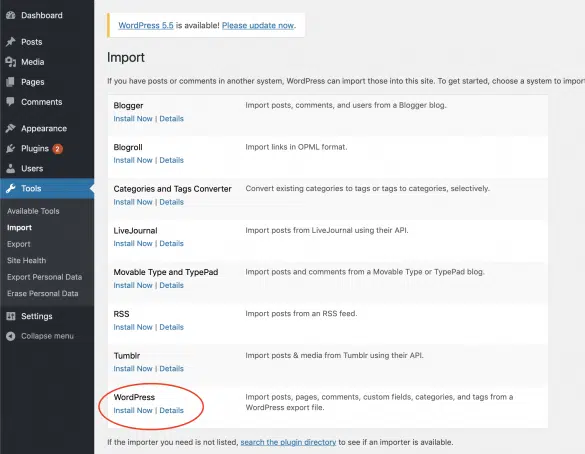 Dashboard
Posts
Media
Pages
Comments
Appearance
Plugins 2
Users
Tools
Available Tools
Import
Export
Site Health
Export Personal Data
Erase Personal Data
Settings
Collapse menu
WordPress 5.5 is available! Please update now.
Import
If you have posts or comments in another system, WordPress can import those into this site. To get started, choose a system to import
Blogger
Import posts, comments, and users from a Blogger blog.
Install Now | Details
Blogroll
Import links in OPML format.
Install Now | Details
Categories and Tags Converter
Convert existing categories to tags or tags to categories, selectively.
Install Now | Details
LiveJournal
Import posts from LiveJournal using their API.
Install Now | Details
Movable Type and TypePad
Import posts and comments from a Movable Type or TypePad blog.
Install Now | Details
RSS
Import posts from an RSS feed.
Install Now | Details
Tumblr
Import posts & media from Tumblr using their API.
Install Now | Details
WordPress
Import posts, pages, comments, custom fields, categories, and tags from a
WordPress export file.
Install Now | Details
If the importer you need is not listed, search the plugin directory to see if an importer is available.